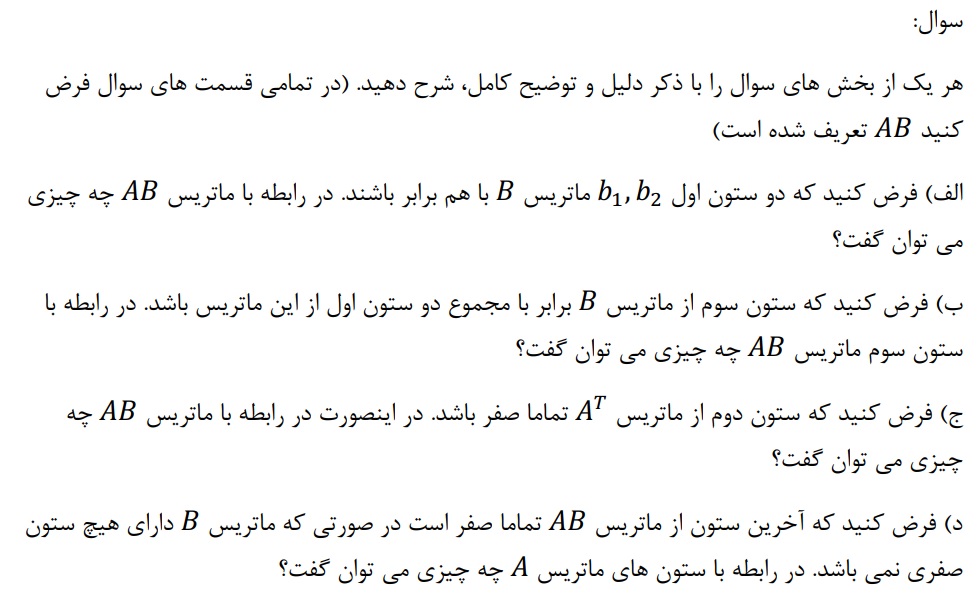 سوال:
هر یک از بخش های سوال را با ذکر دلیل و توضیح کامل، شرح دهید. (در تمامی قسمت های سوال فرض
کنید AB تعریف شده است)
الف) فرض کنید که دو ستون اول b₁, b₂ ماتریس B با هم برابر باشند. در رابطه با ماتریس AB چه چیزی
می توان گفت؟
ب) فرض کنید که ستون سوم از ماتریس B برابر با مجموع دو ستون اول از این ماتریس باشد. در رابطه با
ستون سوم ماتریس AB چه چیزی می توان گفت؟
ج) فرض کنید که ستون دوم از ماتریس Aᵀ تماما صفر باشد. در اینصورت در رابطه با ماتریس AB چه
چیزی می توان گفت؟
د) فرض کنید که آخرین ستون از ماتریس AB تماما صفر است در صورتی که ماتریس B دارای هیچ ستون
صفری نمی باشد. در رابطه با ستون های ماتریس A چه چیزی می توان گفت؟